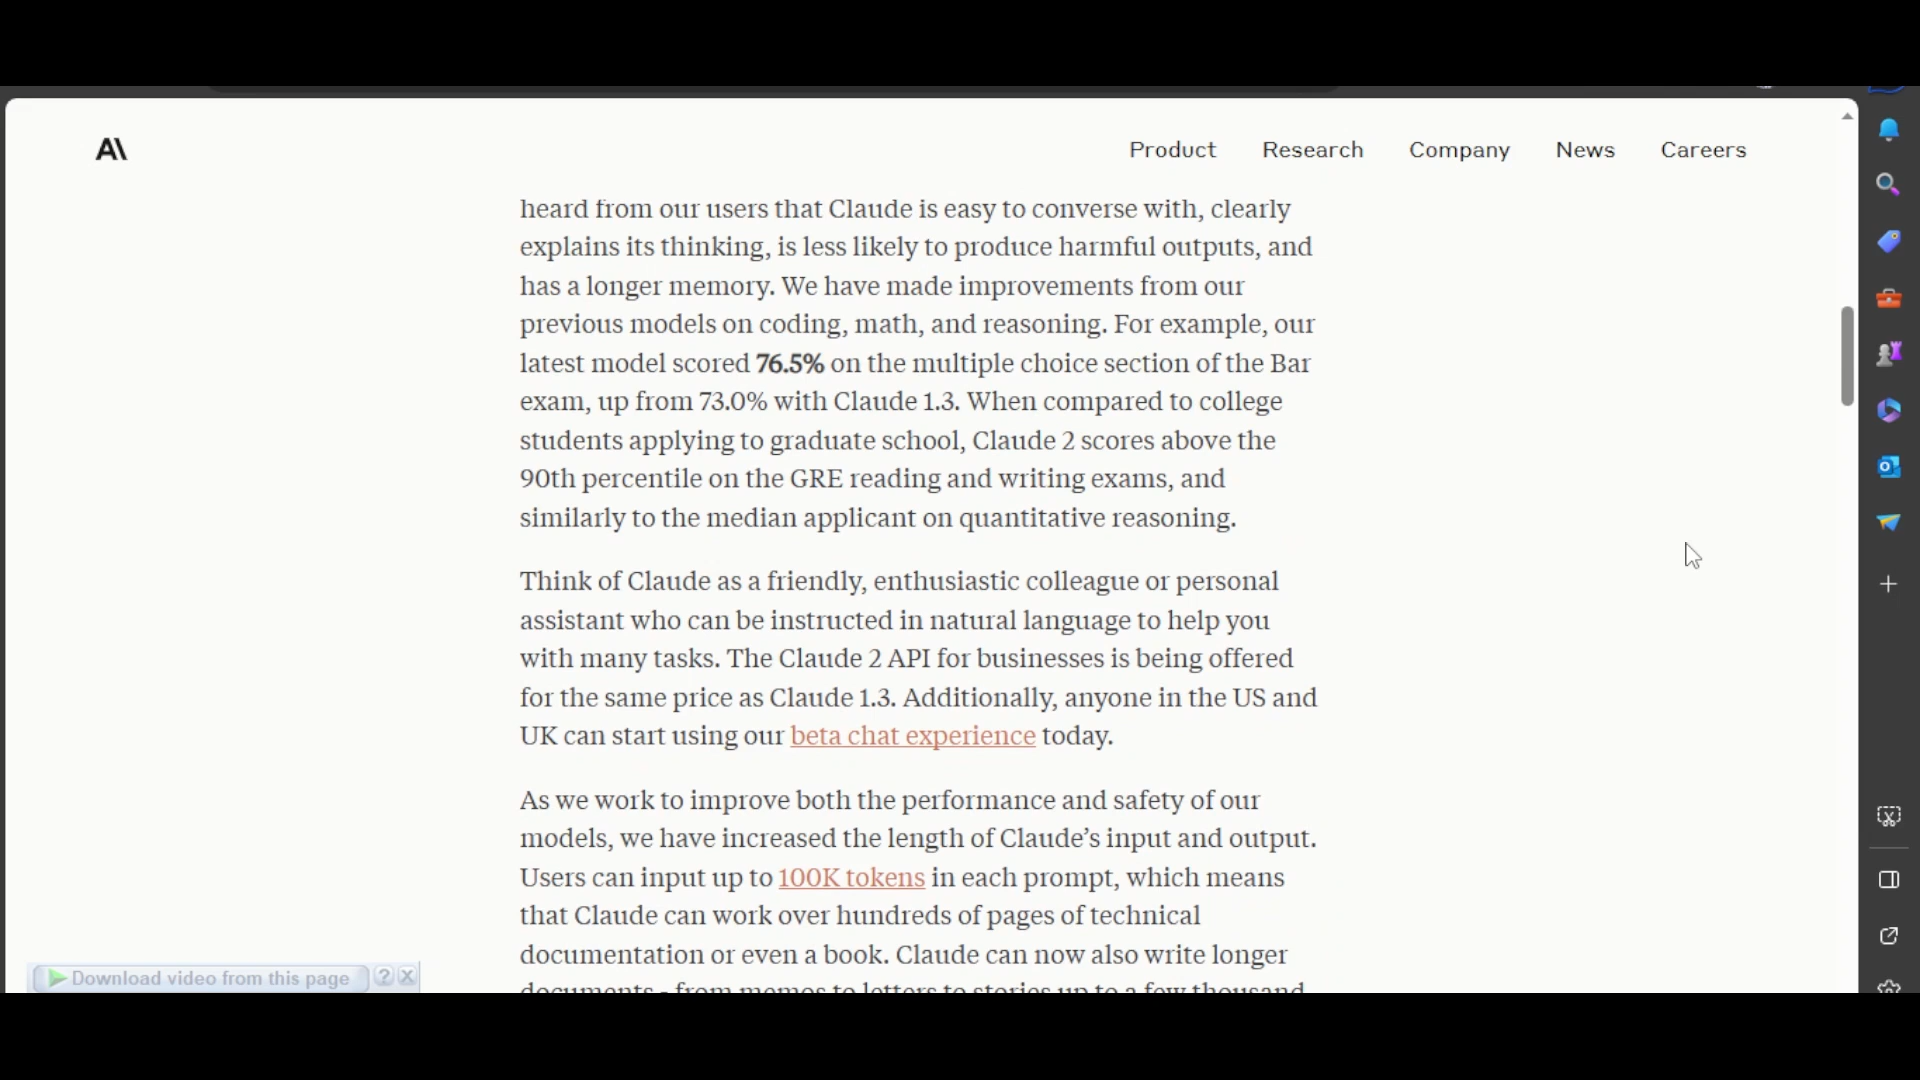 A\
Product Research Company News Careers
heard from our users that Claude is easy to converse with, clearly
explains its thinking, is less likely to produce harmful outputs, and
has a longer memory. We have made improvements from our
previous models on coding, math, and reasoning. For example, our
latest model scored 76.5% on the multiple choice section of the Bar
exam, up from 73.0% with Claude 1.3. When compared to college
students applying to graduate school, Claude 2 scores above the
90th percentile on the GRE reading and writing exams, and
similarly to the median applicant on quantitative reasoning.
Think of Claude as a friendly, enthusiastic colleague or personal
assistant who can be instructed in natural language to help you
with many tasks. The Claude 2 API for businesses is being offered
for the same price as Claude 1.3. Additionally, anyone in the US and
UK can start using our beta chat experience today.
As we work to improve both the performance and safety of our
models, we have increased the length of Claude’s input and output.
Users can input up to 100K tokens in each prompt, which means
that Claude can work over hundreds of pages of technical
documentation or even a book. Claude can now also write longer
documents - from memos to letters to stories up to a few thousand
Download video from this page ? X